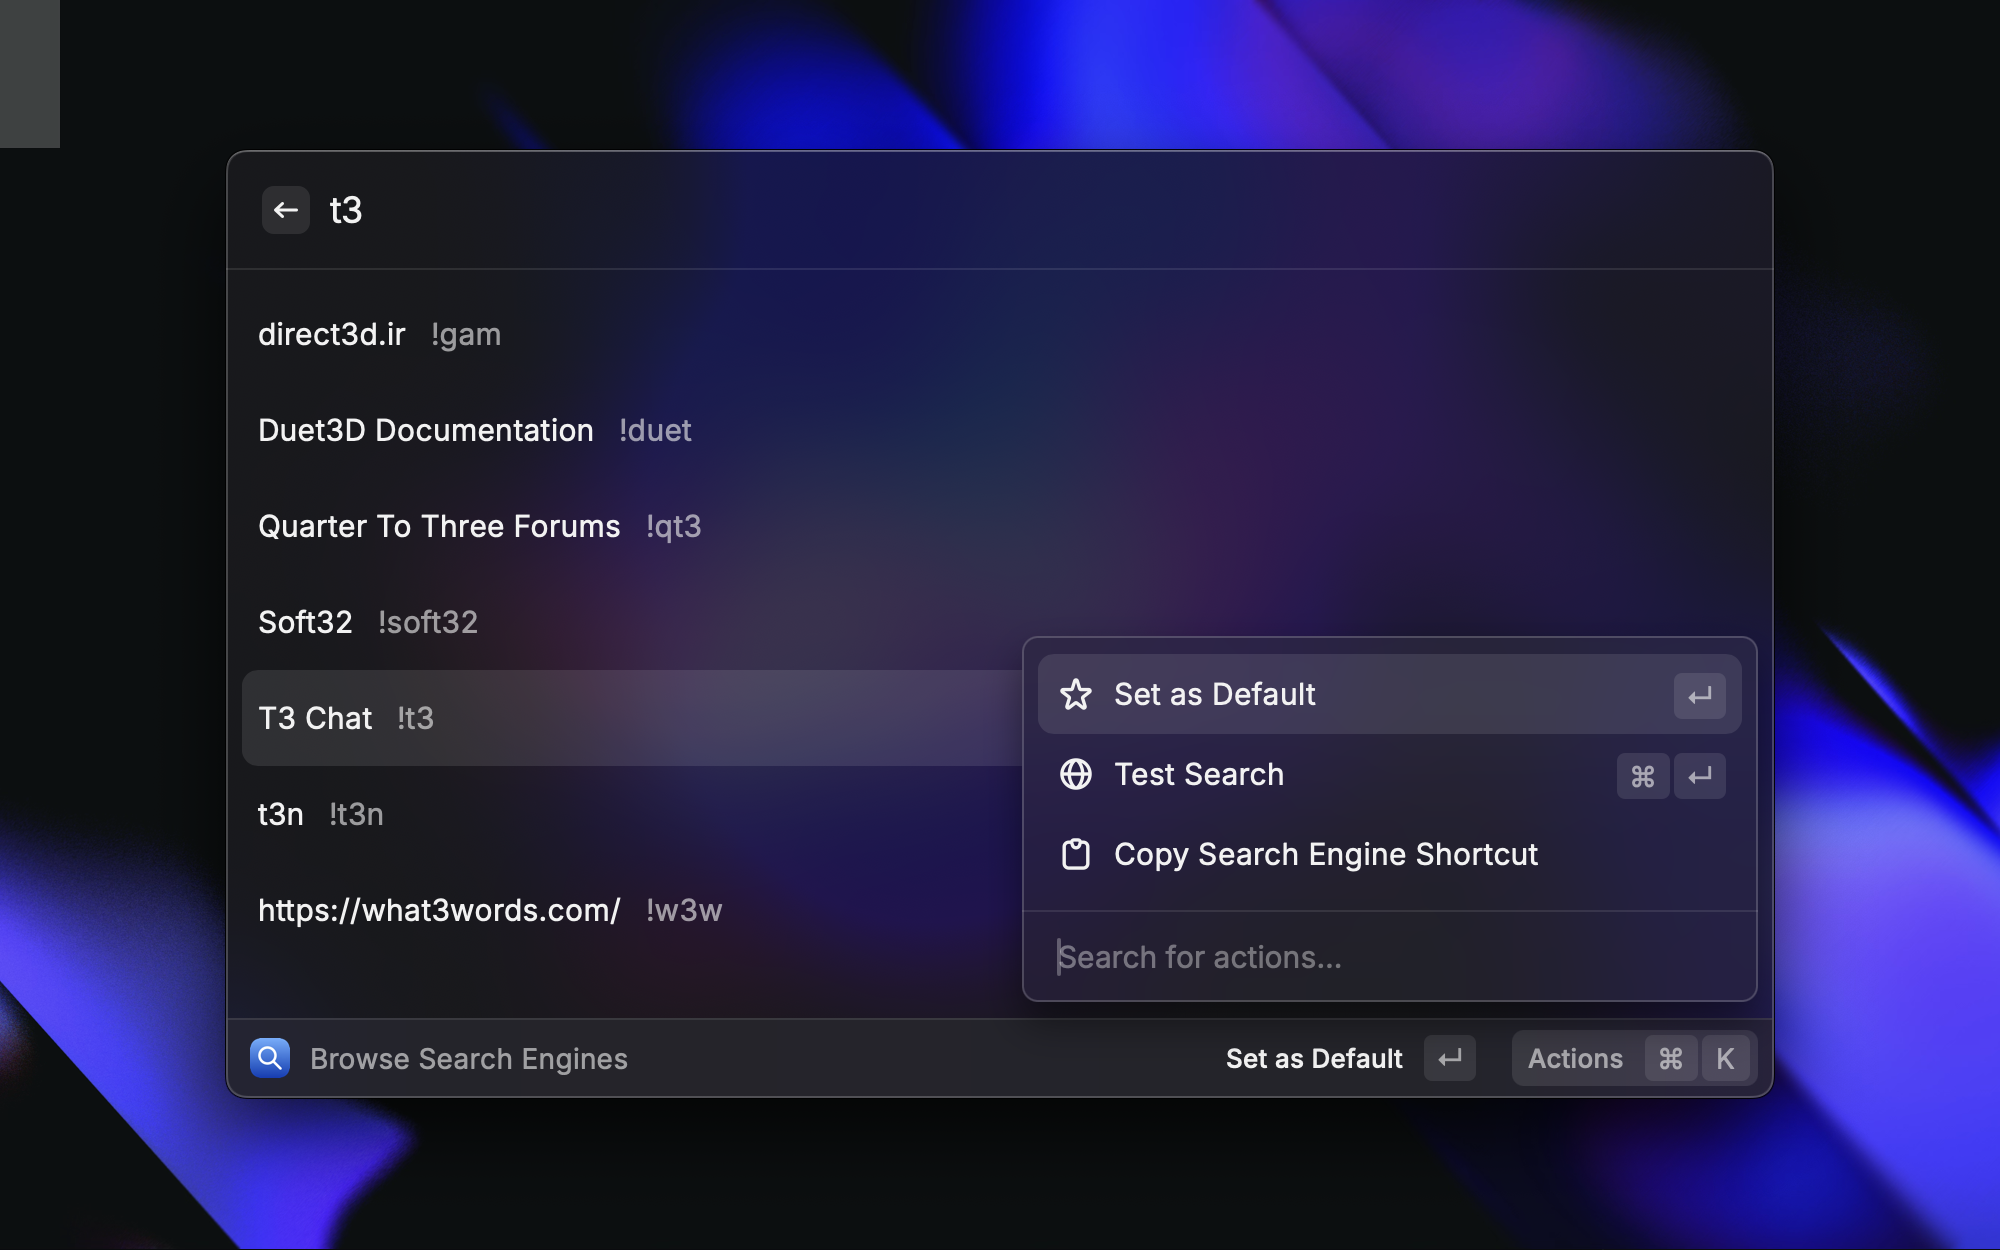 t3
direct3d.ir !gam
Duet3D Documentation !duet
Quarter To Three Forums !qt3
Soft32 !soft32
T3 Chat !t3
t3n !t3n
https://what3words.com/ !w3w
Set as Default
Test Search ⌘
Copy Search Engine Shortcut
Search for actions...
Browse Search Engines
Set as Default
Actions ⌘ K